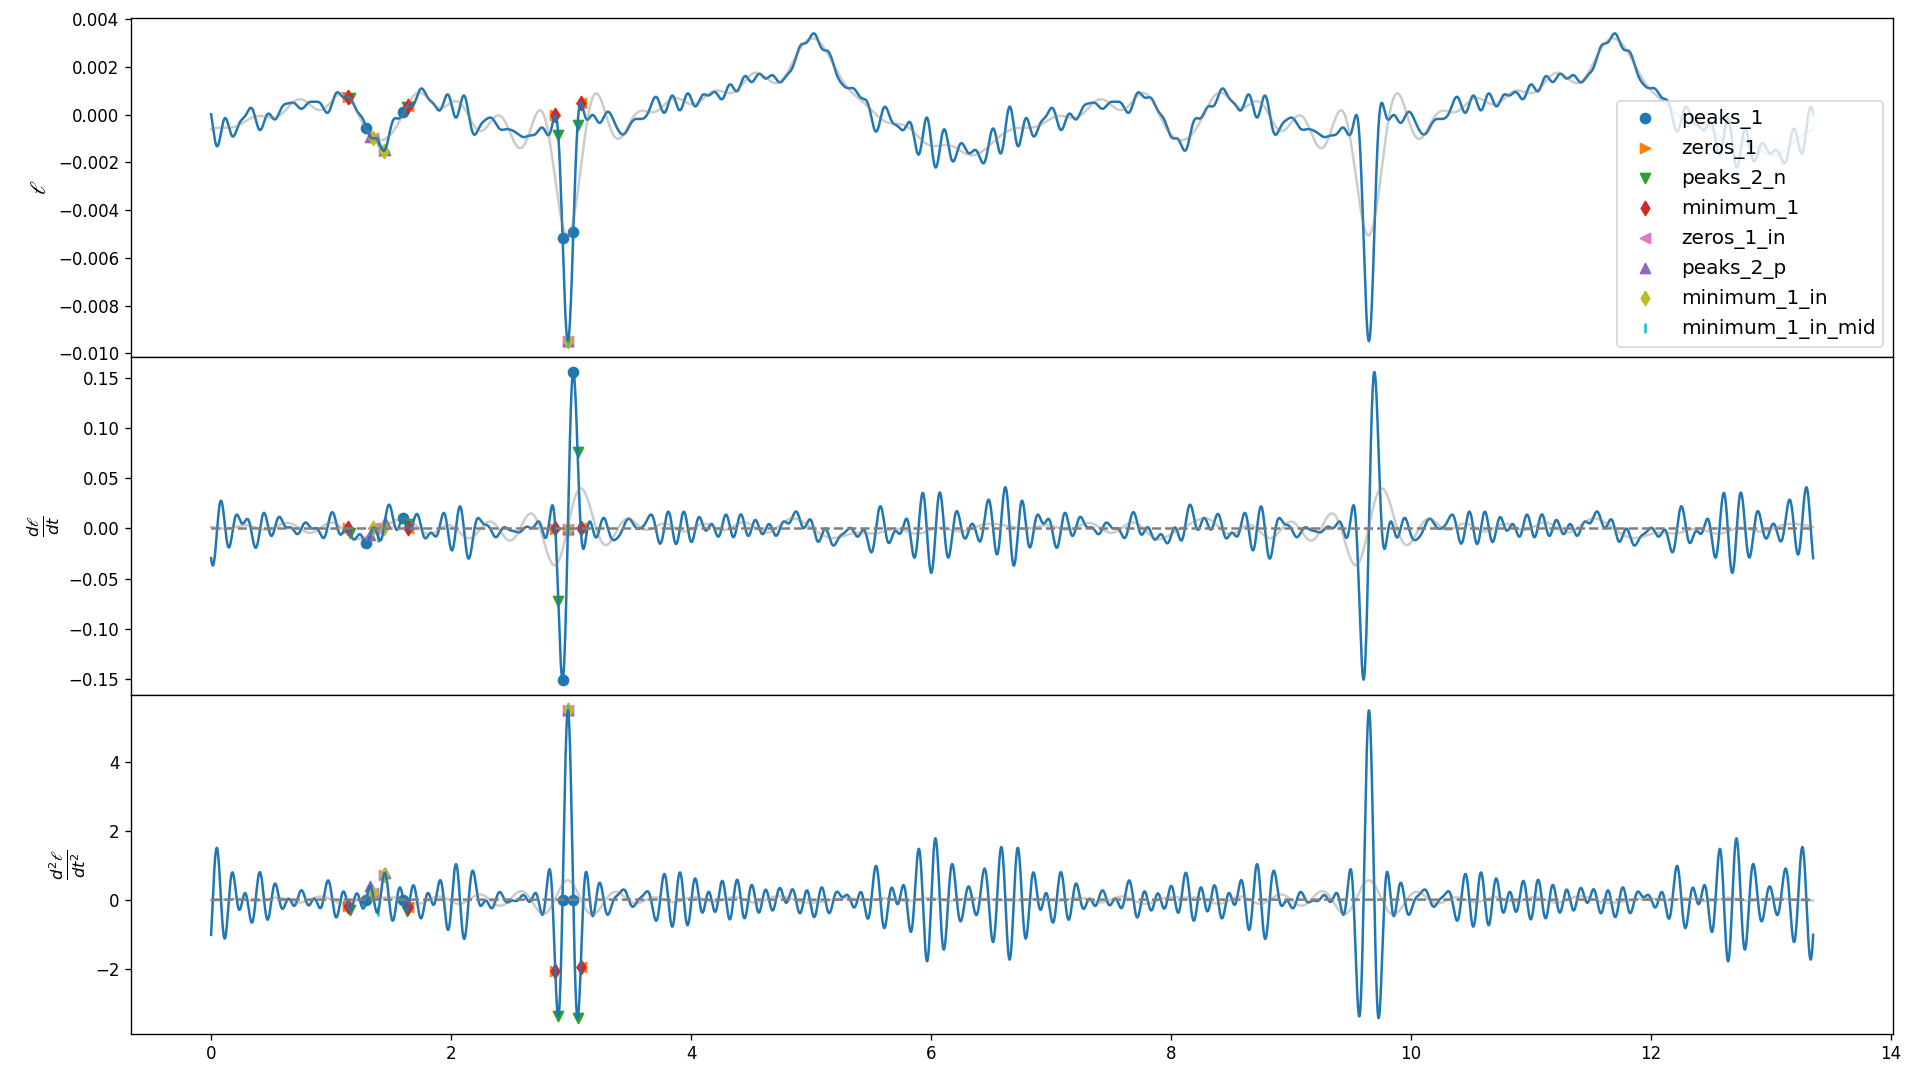 0.004
0.002
0.000
−0.002
−0.004
−0.006
−0.008
−0.010
ℓ
peaks_1
zeros_1
peaks_2_n
minimum_1
zeros_1_in
peaks_2_p
minimum_1_in
minimum_1_in_mid
0.15
0.10
0.05
0.00
−0.05
−0.10
−0.15
dℓ/dt
4
2
0
−2
d²ℓ/dt²
0 2 4 6 8 10 12 14